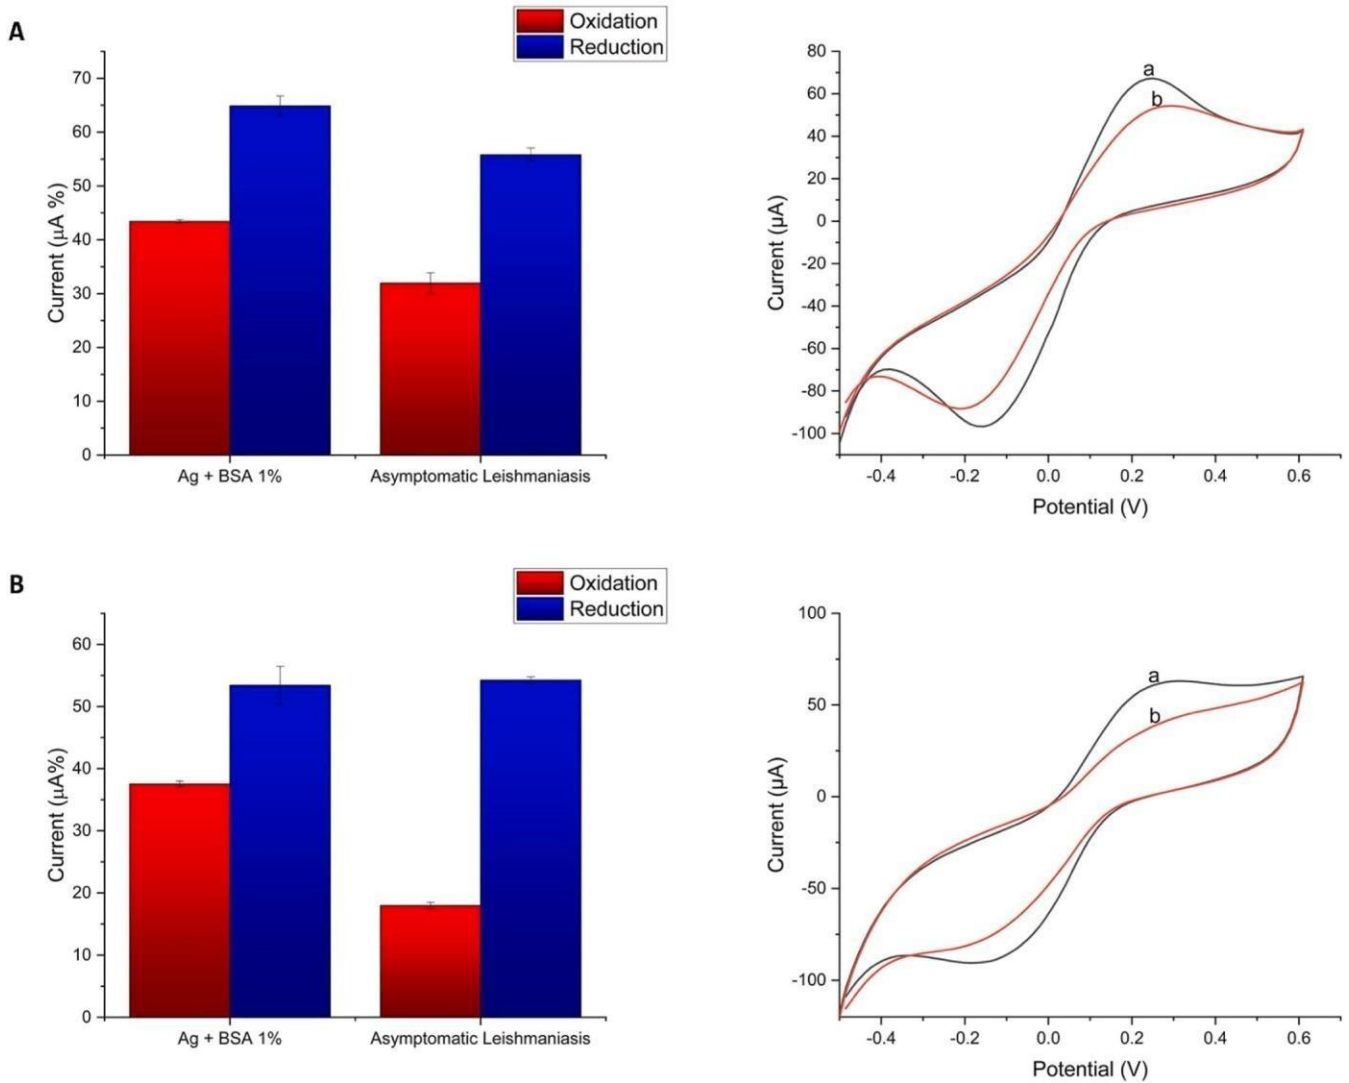 A
Oxidation
Reduction
Current (μA %)
70
60
50
40
30
20
10
0
Ag + BSA 1%
Asymptomatic Leishmaniasis
80
60
40
20
0
-20
-40
-60
-80
-100
Current (μA)
a
b
-0.4
-0.2
0.0
0.2
0.4
0.6
Potential (V)
B
Oxidation
Reduction
Current (μA%)
60
50
40
30
20
10
0
Ag + BSA 1%
Asymptomatic Leishmaniasis
100
50
0
-50
-100
Current (μA)
a
b
-0.4
-0.2
0.0
0.2
0.4
0.6
Potential (V)